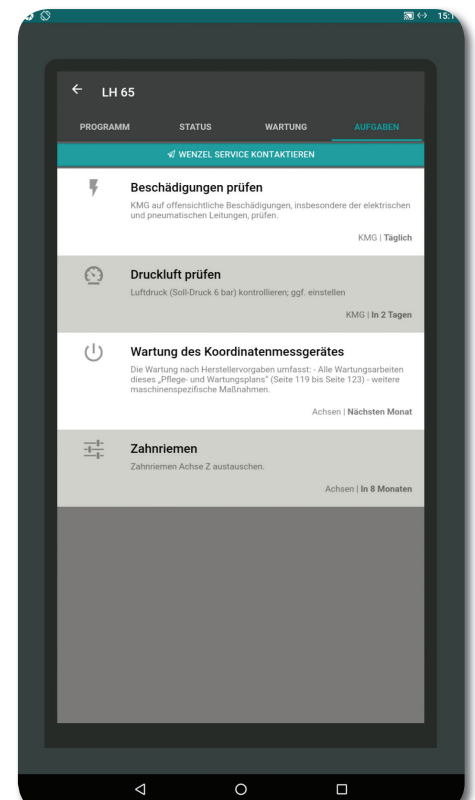 15:1
LH 65
PROGRAMM STATUS WARTUNG AUFGABEN
WENZEL SERVICE KONTAKTIEREN
Beschädigungen prüfen
KMG auf offensichtliche Beschädigungen, insbesondere der elektrischen
und pneumatischen Leitungen, prüfen.
KMG | Täglich
Druckluft prüfen
Luftdruck (Soll-Druck 6 bar) kontrollieren; ggf. einstellen
KMG | In 2 Tagen
Wartung des Koordinatenmessgerätes
Die Wartung nach Herstellervorgaben umfasst: - Alle Wartungsarbeiten
dieses „Pflege- und Wartungsplans" (Seite 119 bis Seite 123) - weitere
maschinenspezifische Maßnahmen.
Achsen | Nächsten Monat
Zahnriemen
Zahnriemen Achse Z austauschen.
Achsen | In 8 Monaten